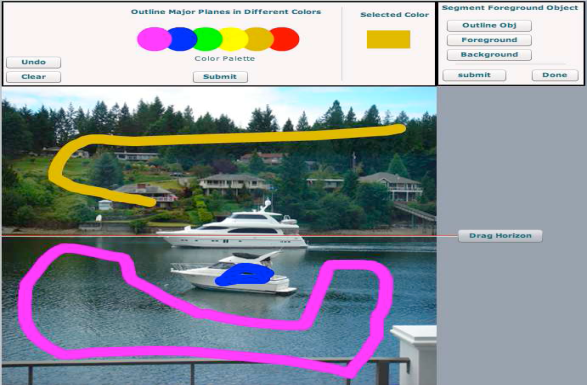 Outline Major Planes in Different Colors
Color Palette
Undo
Clear
Submit
Selected Color
Segment Foreground Object
Outline Obj
Foreground
Background
submit
Done
Drag Horizon